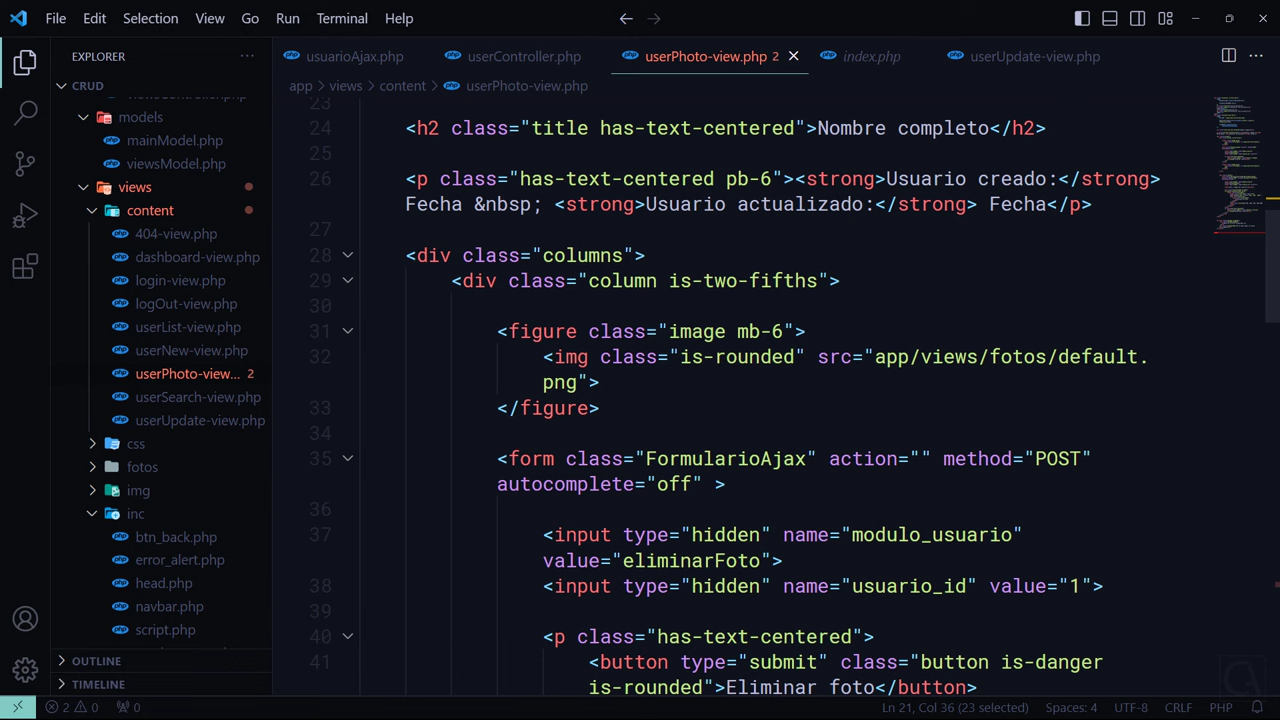 File Edit Selection View Go Run Terminal Help
EXPLORER
CRUD
models
mainModel.php
viewsModel.php
views
content
404-view.php
dashboard-view.php
login-view.php
logOut-view.php
userList-view.php
userNew-view.php
userPhoto-view... 2
userSearch-view.php
userUpdate-view.php
css
fotos
img
inc
btn_back.php
error_alert.php
head.php
navbar.php
script.php
OUTLINE
TIMELINE
usuarioAjax.php userController.php userPhoto-view.php 2 index.php userUpdate-view.php
app > views > content > userPhoto-view.php
23
24 <h2 class="title has-text-centered">Nombre complito</h2>
25
26 <p class="has-text-centered pb-6"><strong>Usuario creado:</strong>
Fecha &nbsp; <strong>Usuario actualizado:</strong> Fecha</p>
27
28 <div class="columns">
29 <div class="column is-two-fifths">
30
31 <figure class="image mb-6">
32 <img class="is-rounded" src="app/views/fotos/default.
png">
33 </figure>
34
35 <form class="FormularioAjax" action="" method="POST"
autocomplete="off" >
36
37 <input type="hidden" name="modulo_usuario"
value="eliminarFoto">
38 <input type="hidden" name="usuario_id" value="1">
39
40 <p class="has-text-centered">
41 <button type="submit" class="button is-danger
is-rounded">Eliminar foto</button>
2 0 0 Ln 21, Col 36 (23 selected) Spaces: 4 UTF-8 CRLF PHP